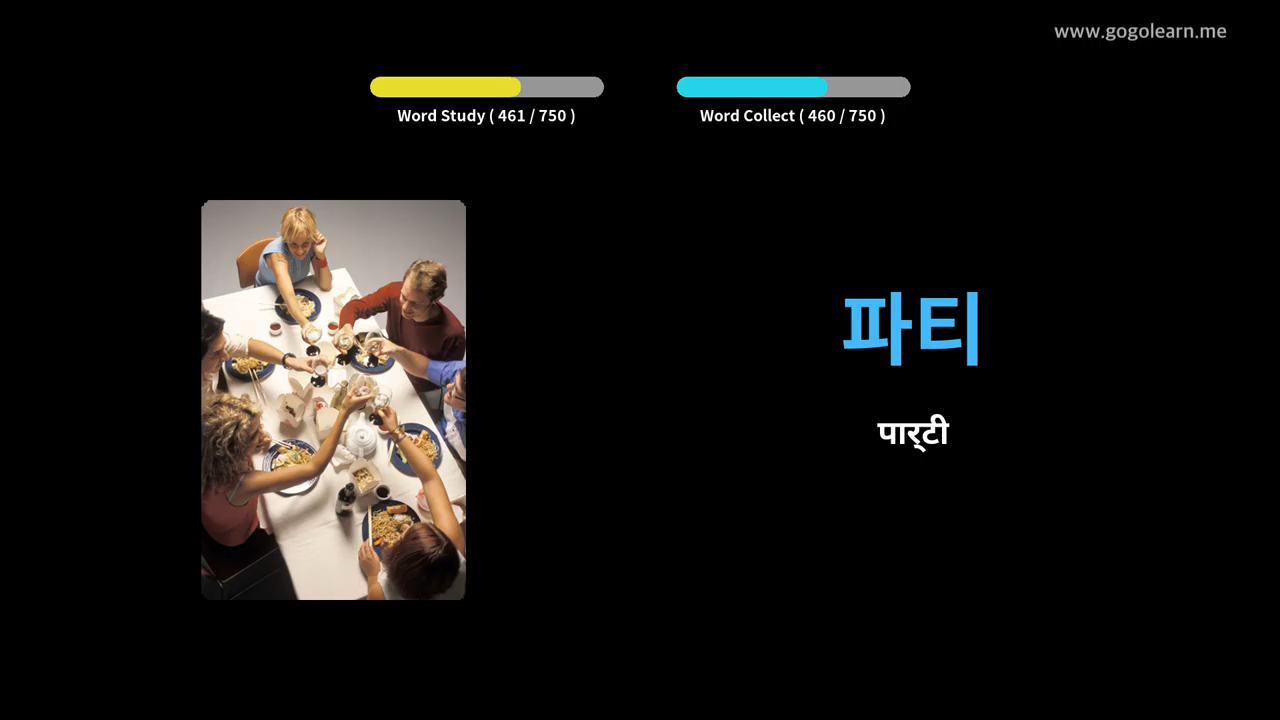 www.gogolearn.me
Word Study ( 461 / 750 )
Word Collect ( 460 / 750 )
파티
पार्‌टी